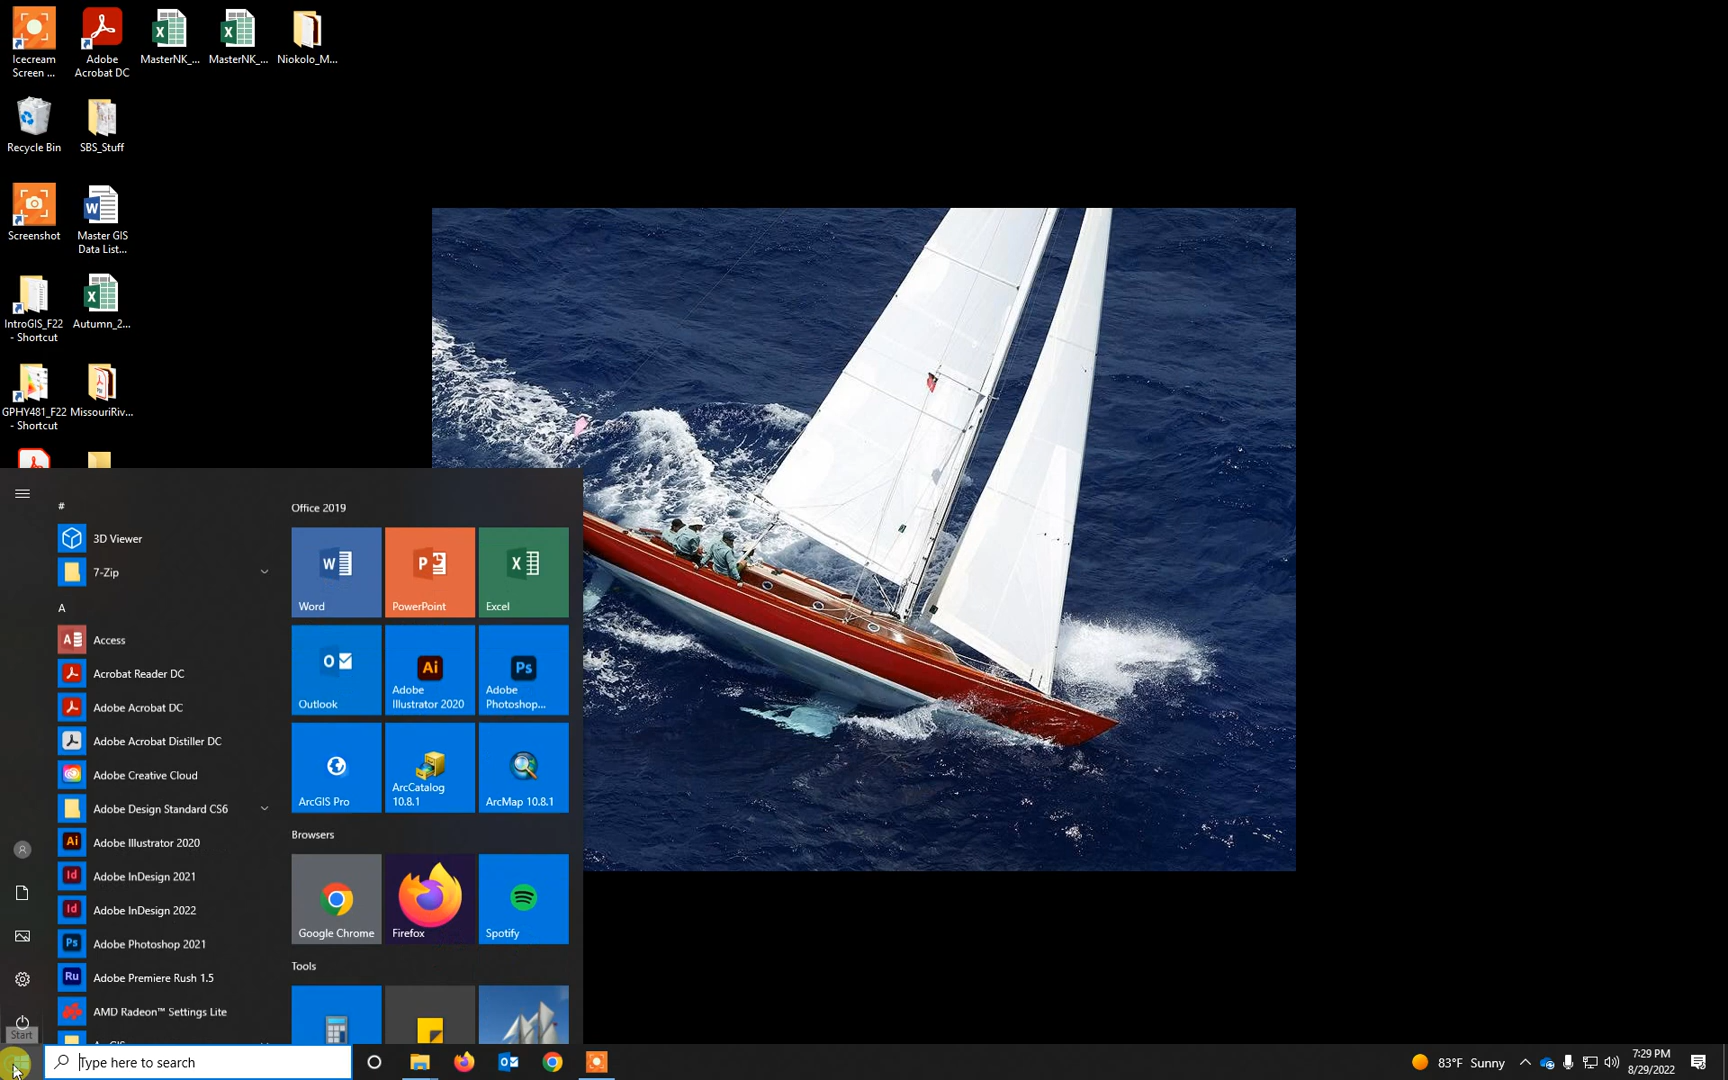 Icecream
Screen ...
Adobe
Acrobat DC
MasterNK_...
MasterNK_...
Niokolo_M...
Recycle Bin
SBS_Stuff
Screenshot
Master GIS
Data List...
IntroGIS_F22
- Shortcut
Autumn_2...
GPHY481_F22
- Shortcut
MissouriRiv...
#
3D Viewer
7-Zip
A
Access
Acrobat Reader DC
Adobe Acrobat DC
Adobe Acrobat Distiller DC
Adobe Creative Cloud
Adobe Design Standard CS6
Adobe Illustrator 2020
Adobe InDesign 2021
Adobe InDesign 2022
Adobe Photoshop 2021
Adobe Premiere Rush 1.5
AMD Radeon™ Settings Lite
Office 2019
Word
PowerPoint
Excel
Outlook
Adobe
Illustrator 2020
Adobe
Photoshop...
ArcGIS Pro
ArcCatalog
10.8.1
ArcMap 10.8.1
Browsers
Google Chrome
Firefox
Spotify
Tools
Start
Type here to search
83°F Sunny
7:29 PM
8/29/2022